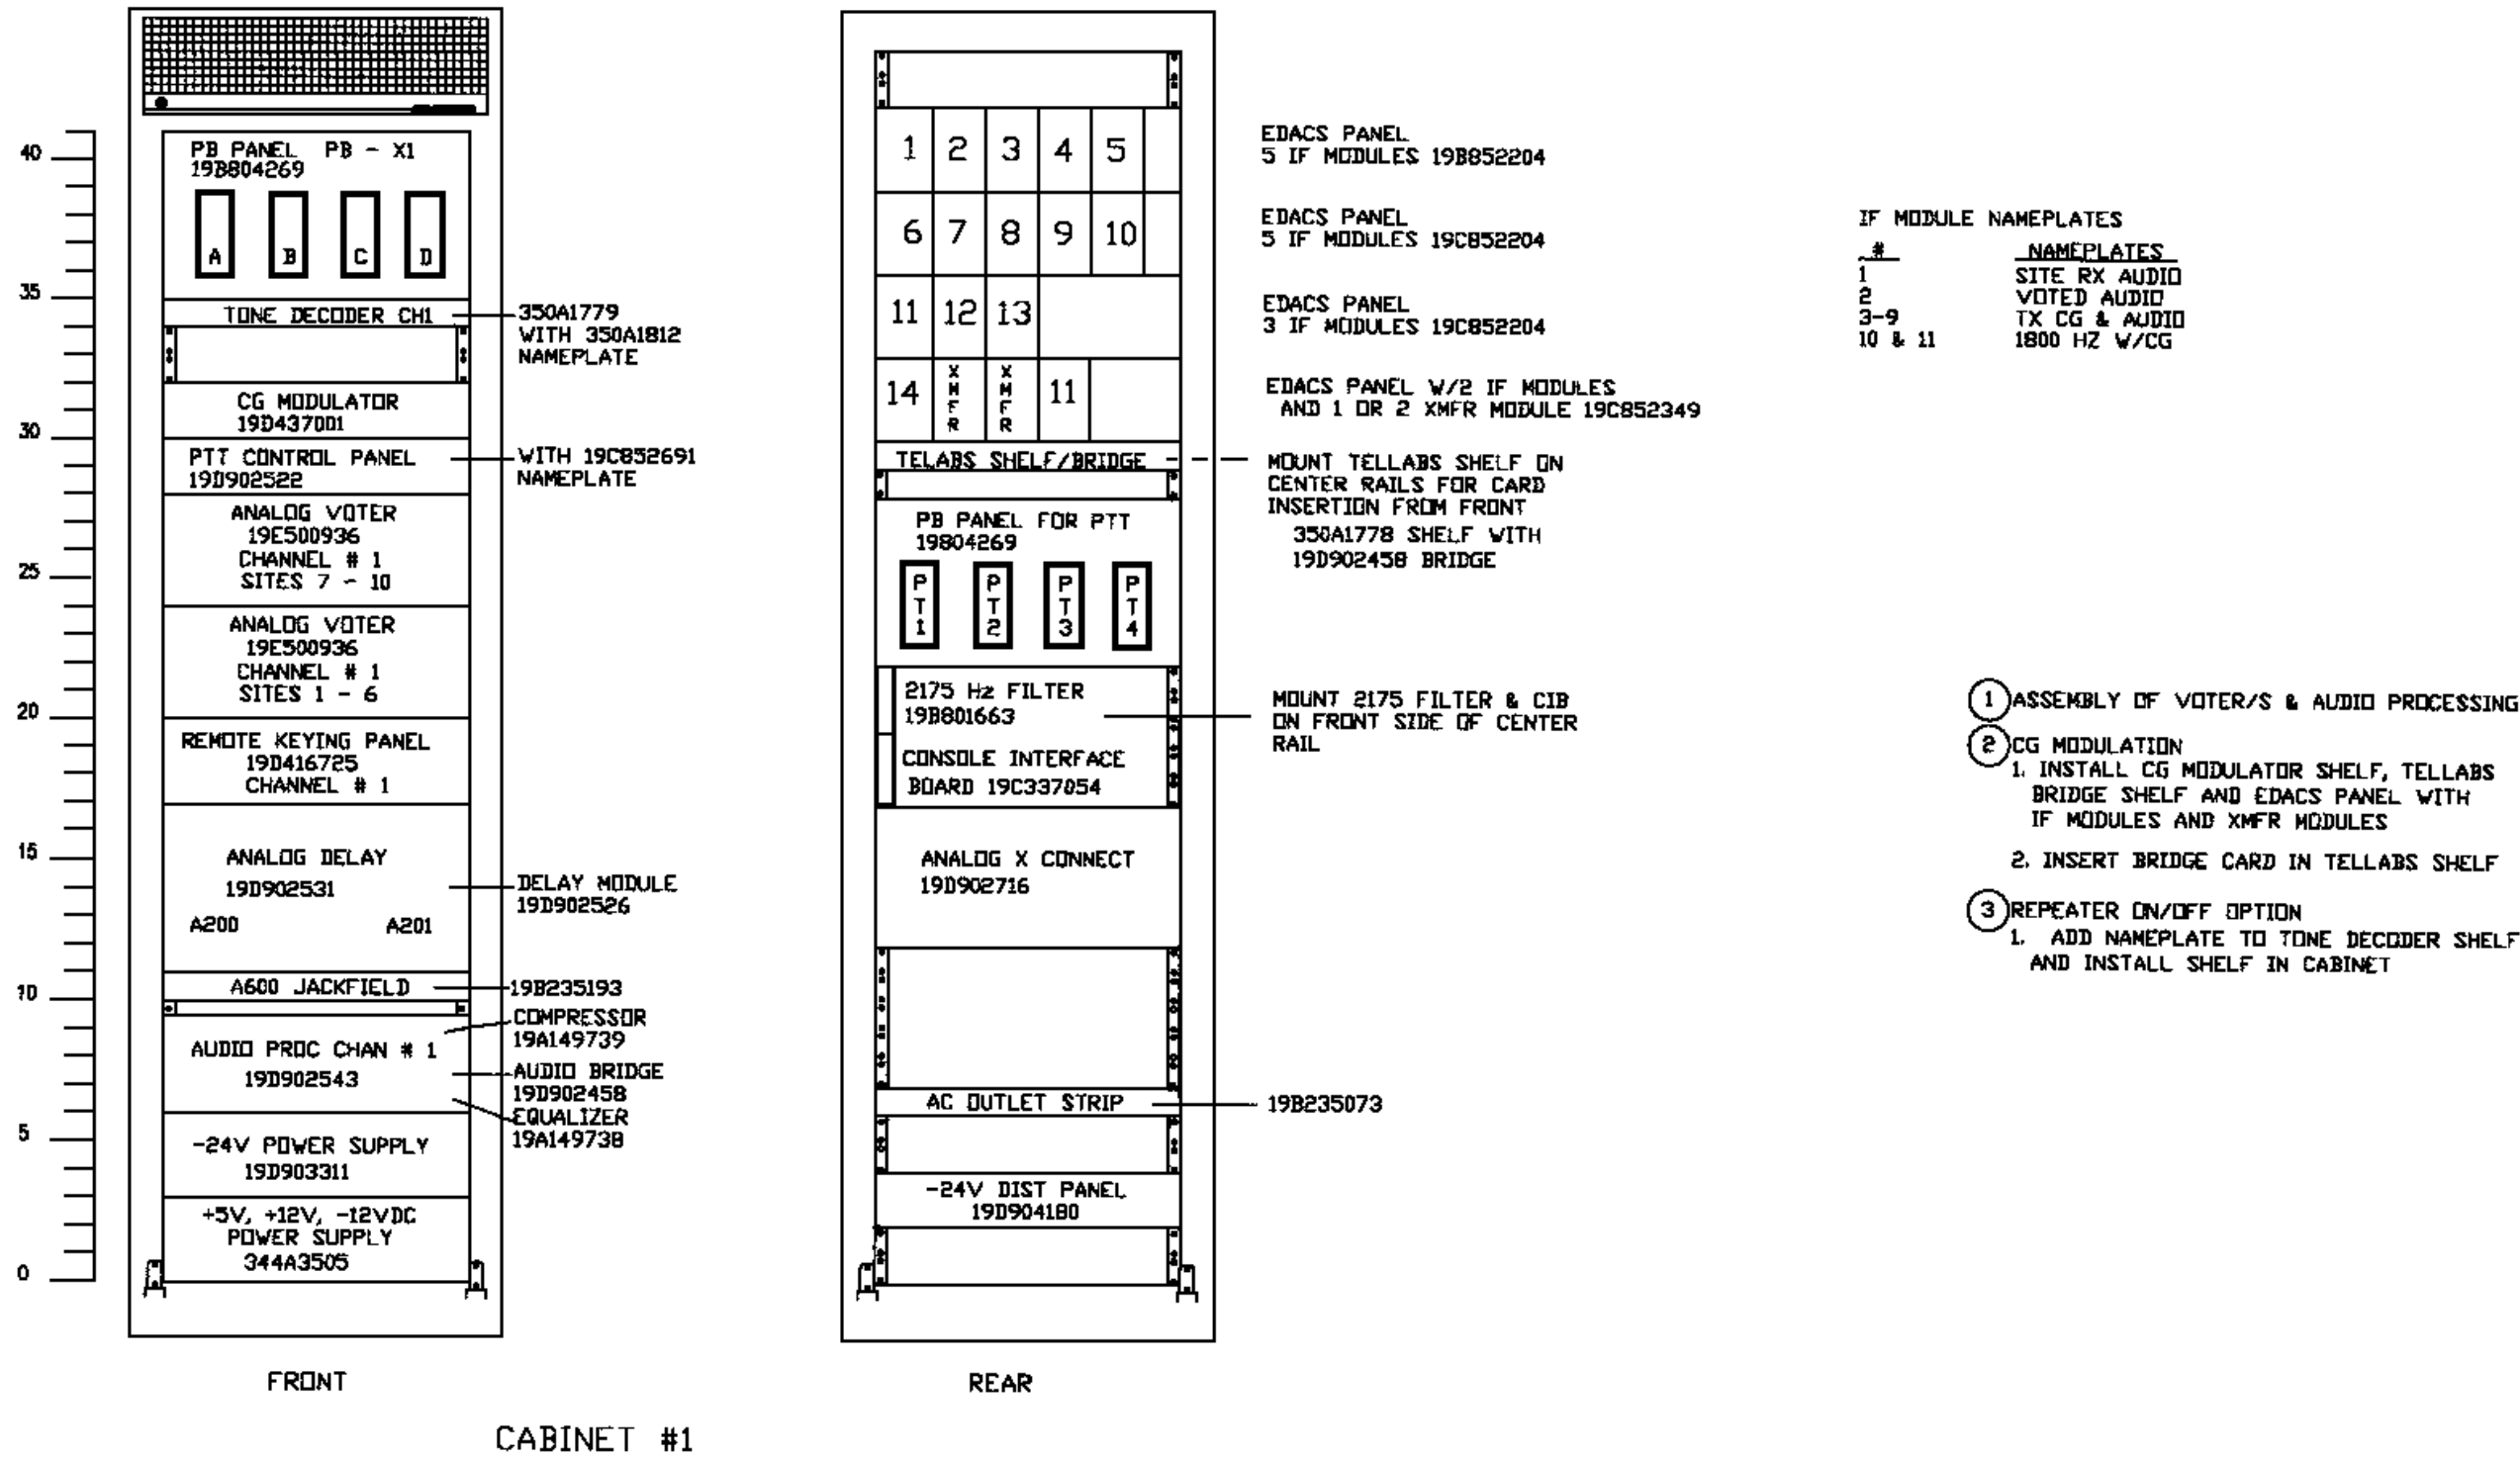 40
35
30
25
20
15
10
5
0
PB PANEL PB - X1
19B804269
A B C D
TONE DECODER CH1
CG MODULATOR
19D437001
PTT CONTROL PANEL
19D902522
ANALOG VOTER
19E500936
CHANNEL # 1
SITES 7 - 10
ANALOG VOTER
19E500936
CHANNEL # 1
SITES 1 - 6
REMOTE KEYING PANEL
19D416725
CHANNEL # 1
ANALOG DELAY
19D902531
A200 A201
A600 JACKFIELD
AUDIO PROC CHAN # 1
19D902543
-24V POWER SUPPLY
19D903311
+5V, +12V, -12VDC
POWER SUPPLY
344A3505
350A1779
WITH 350A1812
NAMEPLATE
WITH 19C852691
NAMEPLATE
DELAY MODULE
19D902526
19B235193
COMPRESSOR
19A149739
AUDIO BRIDGE
19D902458
EQUALIZER
19A149738
FRONT
1 2 3 4 5
6 7 8 9 10
11 12 13
14 XMFR XMFR 11
TELABS SHELF/BRIDGE
PB PANEL FOR PTT
19804269
PT1 PT2 PT3 PT4
2175 Hz FILTER
19B801663
CONSOLE INTERFACE
BOARD 19C337054
ANALOG X CONNECT
19D902716
AC OUTLET STRIP
-24V DIST PANEL
19D904180
REAR
EDACS PANEL
5 IF MODULES 19B852204
EDACS PANEL
5 IF MODULES 19C852204
EDACS PANEL
3 IF MODULES 19C852204
EDACS PANEL W/2 IF MODULES
AND 1 OR 2 XMFR MODULE 19C852349
MOUNT TELLABS SHELF ON
CENTER RAILS FOR CARD
INSERTION FROM FRONT
350A1778 SHELF WITH
19D902458 BRIDGE
MOUNT 2175 FILTER & CIB
ON FRONT SIDE OF CENTER
RAIL
19B235073
IF MODULE NAMEPLATES
# NAMEPLATES
1 SITE RX AUDIO
2 VOTED AUDIO
3-9 TX CG & AUDIO
10 & 11 1800 HZ W/CG
1 ASSEMBLY OF VOTER/S & AUDIO PROCESSING
2 CG MODULATION
1. INSTALL CG MODULATOR SHELF, TELLABS
BRIDGE SHELF AND EDACS PANEL WITH
IF MODULES AND XMFR MODULES
2. INSERT BRIDGE CARD IN TELLABS SHELF
3 REPEATER ON/OFF OPTION
1. ADD NAMEPLATE TO TONE DECODER SHELF
AND INSTALL SHELF IN CABINET
CABINET #1